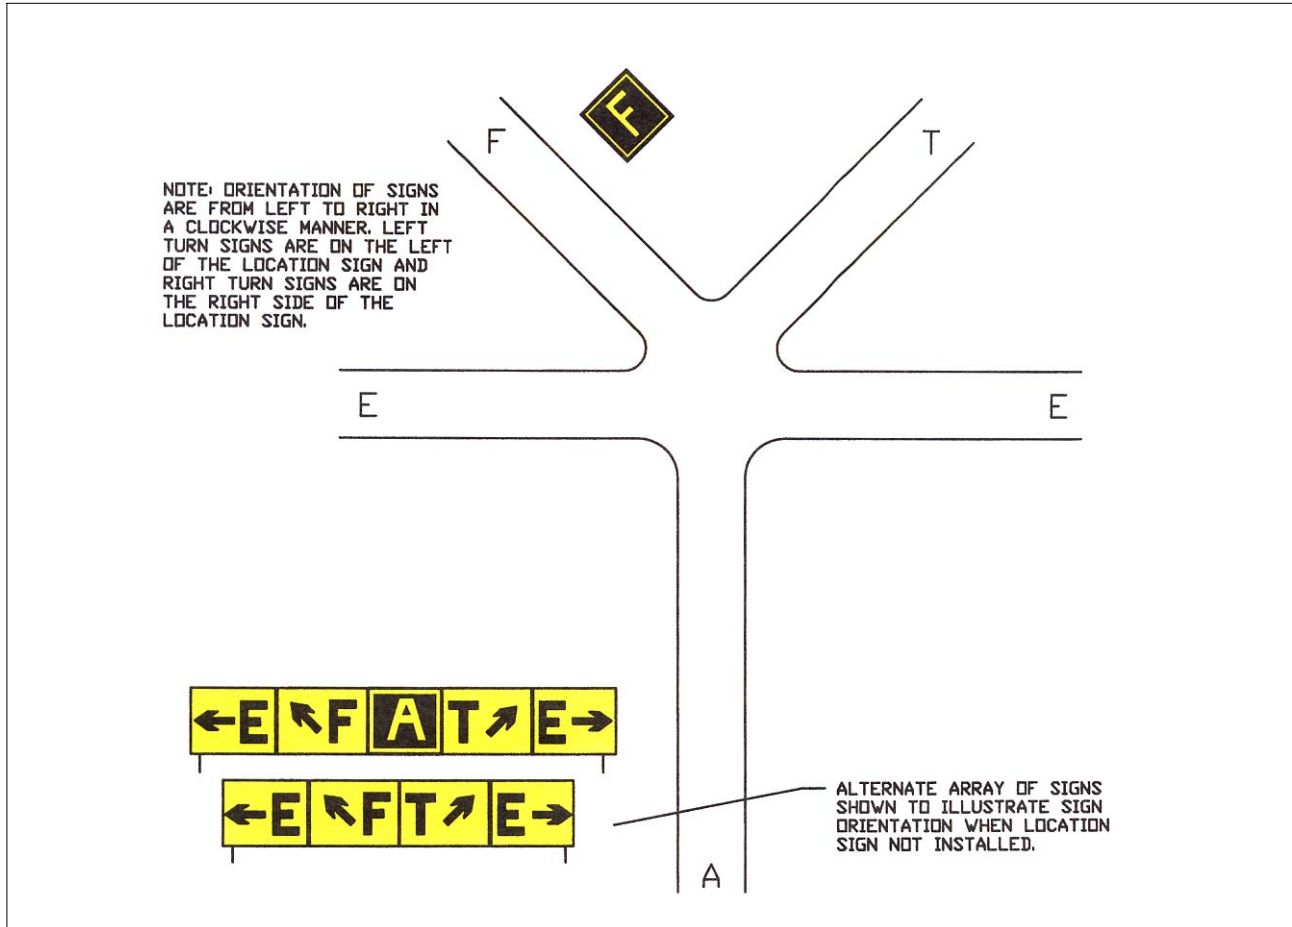 F
F
T
NOTE: ORIENTATION OF SIGNS
ARE FROM LEFT TO RIGHT IN
A CLOCKWISE MANNER. LEFT
TURN SIGNS ARE ON THE LEFT
OF THE LOCATION SIGN AND
RIGHT TURN SIGNS ARE ON
THE RIGHT SIDE OF THE
LOCATION SIGN.
E
E
←E ↖F A T↗ E→
←E ↖F T↗ E→
ALTERNATE ARRAY OF SIGNS
SHOWN TO ILLUSTRATE SIGN
ORIENTATION WHEN LOCATION
SIGN NOT INSTALLED.
A